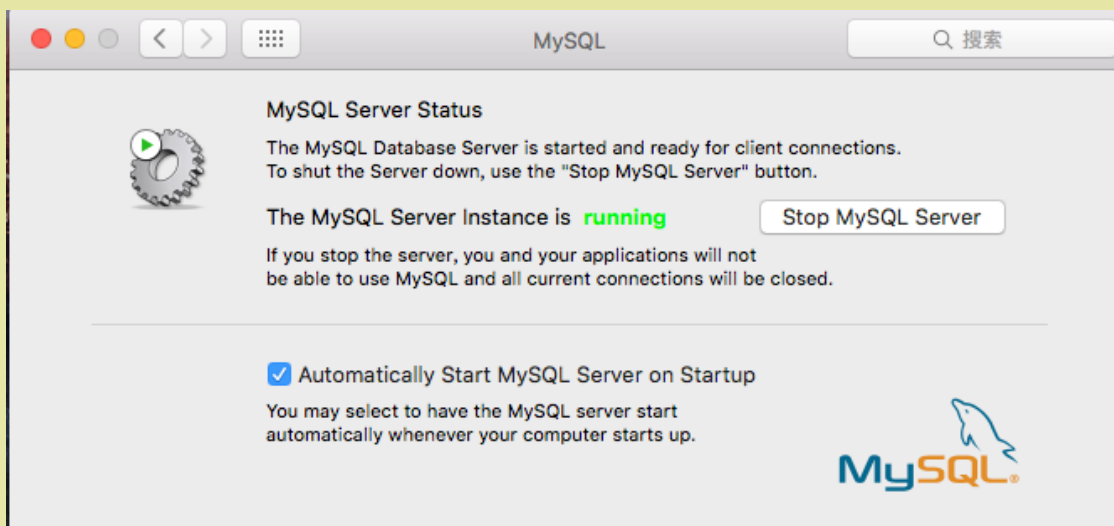 MySQL
搜索
MySQL Server Status
The MySQL Database Server is started and ready for client connections.
To shut the Server down, use the "Stop MySQL Server" button.
The MySQL Server Instance is running
Stop MySQL Server
If you stop the server, you and your applications will not
be able to use MySQL and all current connections will be closed.
Automatically Start MySQL Server on Startup
You may select to have the MySQL server start
automatically whenever your computer starts up.
MySQL®